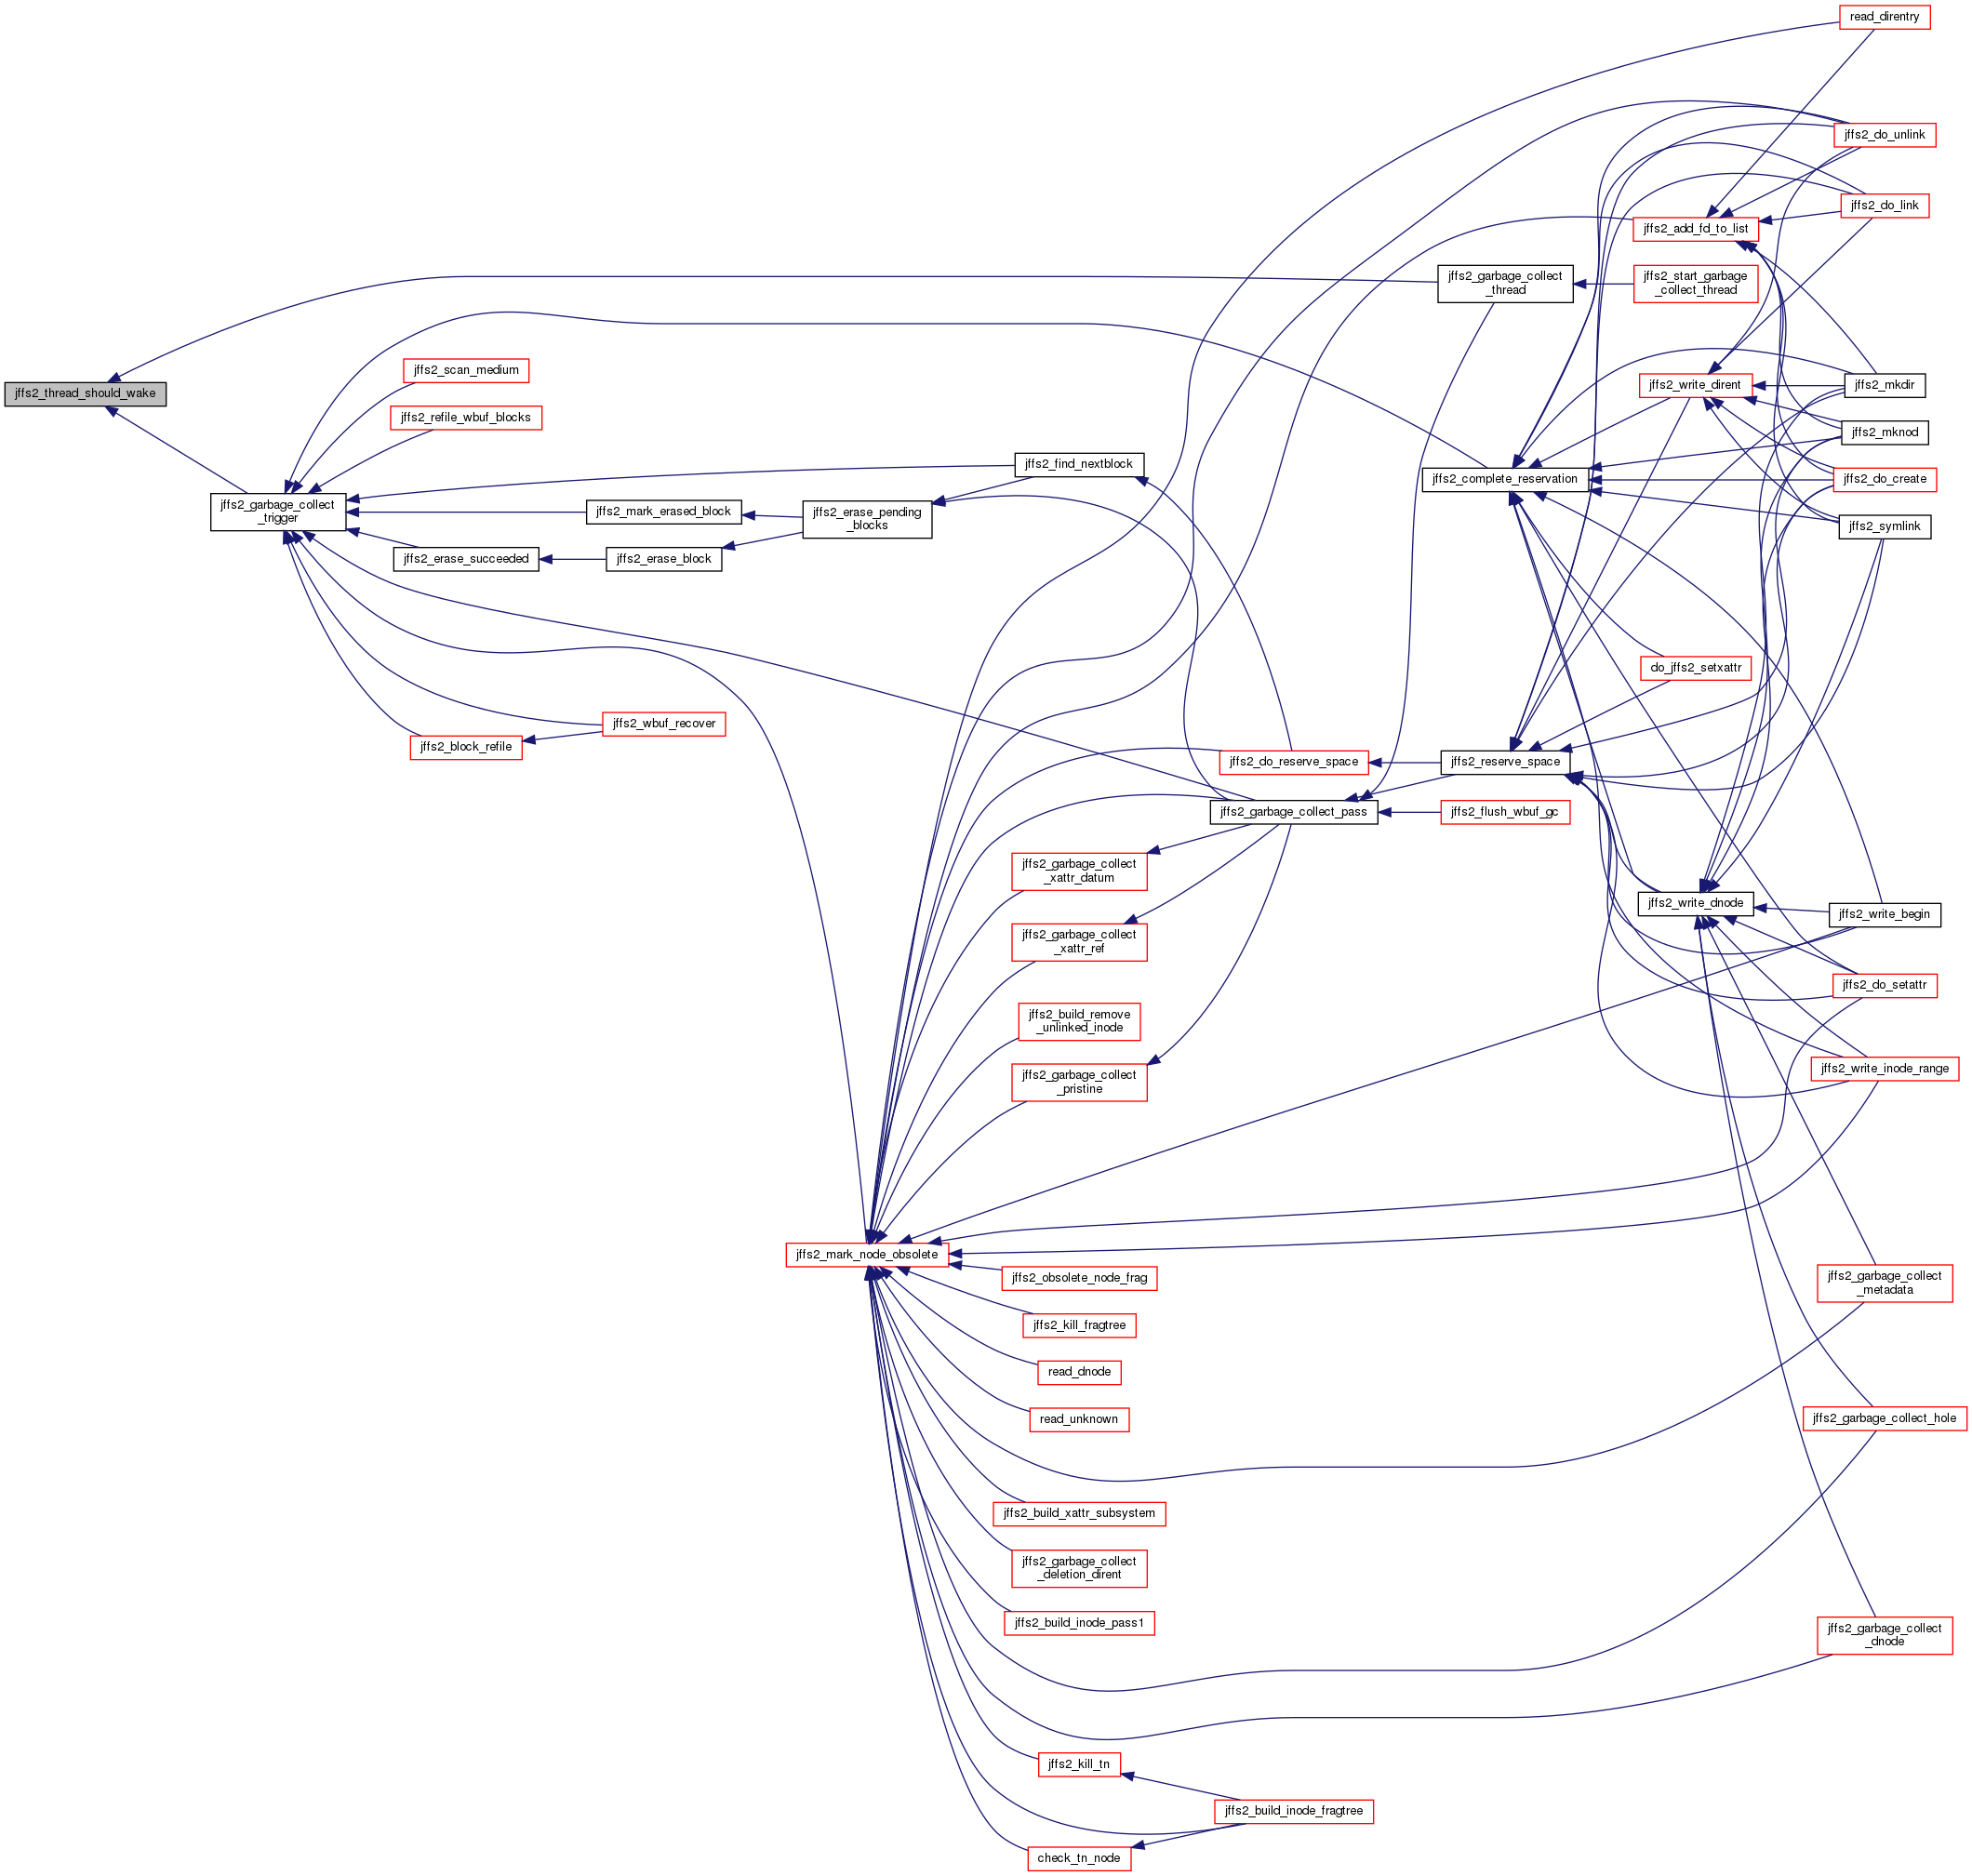 read_direntry
jffs2_do_unlink
jffs2_do_link
jffs2_add_fd_to_list
jffs2_garbage_collect
_thread
jffs2_start_garbage
_collect_thread
jffs2_scan_medium
jffs2_thread_should_wake
jffs2_write_dirent
jffs2_mkdir
jffs2_refile_wbuf_blocks
jffs2_mknod
jffs2_find_nextblock
jffs2_complete_reservation
jffs2_do_create
jffs2_garbage_collect
_trigger
jffs2_mark_erased_block
jffs2_erase_pending
_blocks
jffs2_symlink
jffs2_erase_succeeded
jffs2_erase_block
do_jffs2_setxattr
jffs2_wbuf_recover
jffs2_block_refile
jffs2_do_reserve_space
jffs2_reserve_space
jffs2_garbage_collect_pass
jffs2_flush_wbuf_gc
jffs2_garbage_collect
_xattr_datum
jffs2_write_dnode
jffs2_write_begin
jffs2_garbage_collect
_xattr_ref
jffs2_do_setattr
jffs2_build_remove
_unlinked_inode
jffs2_garbage_collect
_pristine
jffs2_write_inode_range
jffs2_mark_node_obsolete
jffs2_obsolete_node_frag
jffs2_garbage_collect
_metadata
jffs2_kill_fragtree
read_dnode
read_unknown
jffs2_garbage_collect_hole
jffs2_build_xattr_subsystem
jffs2_garbage_collect
_deletion_dirent
jffs2_build_inode_pass1
jffs2_garbage_collect
_dnode
jffs2_kill_tn
jffs2_build_inode_fragtree
check_tn_node